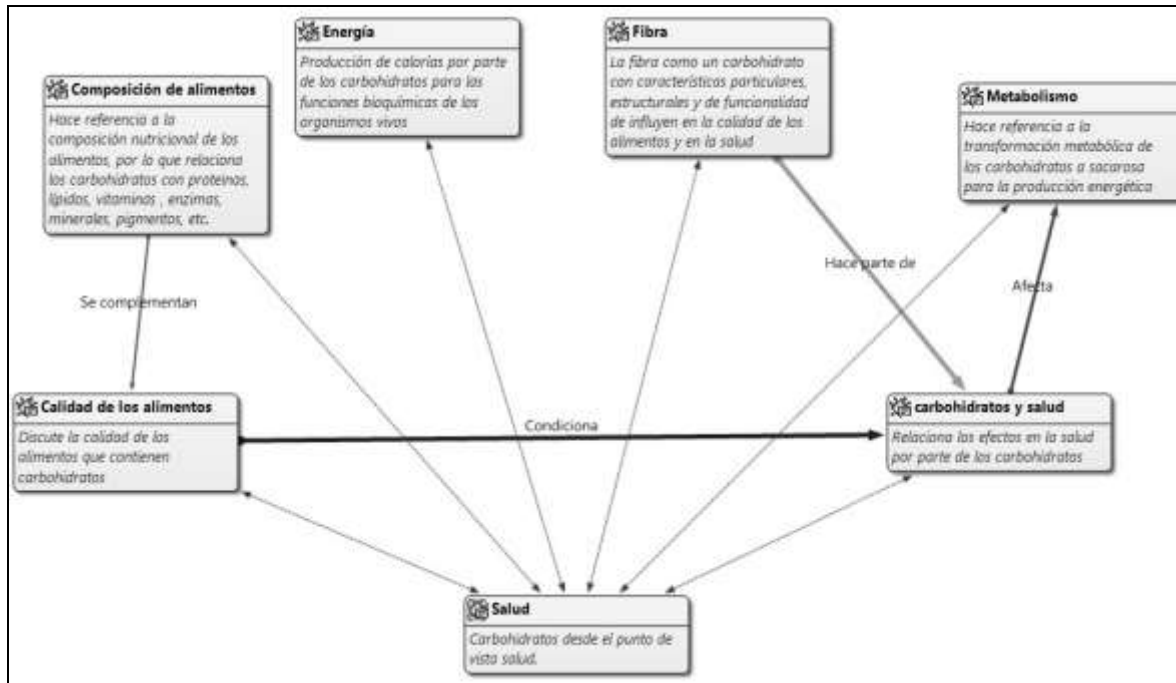 Energía
Producción de calorías por parte
de los carbohidratos para las
funciones bioquímicas de los
organismos vivos
Fibra
La fibra como un carbohidrato
con características particulares,
estructurales y de funcionalidad
de influyen en la calidad de los
alimentos y en la salud
Composición de alimentos
Hace referencia a la
composición nutricional de los
alimentos, por lo que relaciona
los carbohidratos con proteinas,
lípidos, vitaminas , enzimas,
minerales, pigmentos, etc.
Metabolismo
Hace referencia a la
transformación metabólica de
los carbohidratos a sacarosa
para la producción energética
Hace parte de
Afecta
Se complementan
Calidad de los alimentos
Discute la calidad de los
alimentos que contienen
carbohidratos
Condiciona
carbohidratos y salud
Relaciona los efectos en la salud
por parte de los carbohidratos
Salud
Carbohidratos desde el punto de
vista salud.